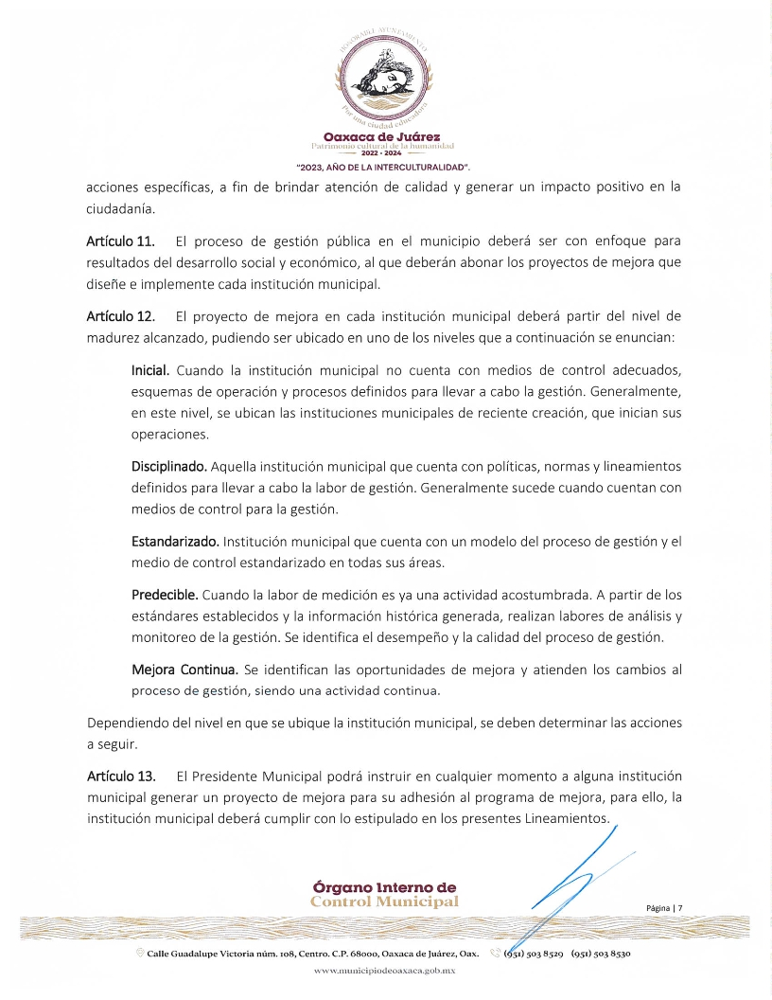 HONORABLE AYUNTAMIENTO
Por una ciudad educadora
Oaxaca de Juárez
Patrimonio cultural de la humanidad
2022 - 2024
"2023, AÑO DE LA INTERCULTURALIDAD".
acciones específicas, a fin de brindar atención de calidad y generar un impacto positivo en la
ciudadanía.
Artículo 11. El proceso de gestión pública en el municipio deberá ser con enfoque para
resultados del desarrollo social y económico, al que deberán abonar los proyectos de mejora que
diseñe e implemente cada institución municipal.
Artículo 12. El proyecto de mejora en cada institución municipal deberá partir del nivel de
madurez alcanzado, pudiendo ser ubicado en uno de los niveles que a continuación se enuncian:
Inicial. Cuando la institución municipal no cuenta con medios de control adecuados,
esquemas de operación y procesos definidos para llevar a cabo la gestión. Generalmente,
en este nivel, se ubican las instituciones municipales de reciente creación, que inician sus
operaciones.
Disciplinado. Aquella institución municipal que cuenta con políticas, normas y lineamientos
definidos para llevar a cabo la labor de gestión. Generalmente sucede cuando cuentan con
medios de control para la gestión.
Estandarizado. Institución municipal que cuenta con un modelo del proceso de gestión y el
medio de control estandarizado en todas sus áreas.
Predecible. Cuando la labor de medición es ya una actividad acostumbrada. A partir de los
estándares establecidos y la información histórica generada, realizan labores de análisis y
monitoreo de la gestión. Se identifica el desempeño y la calidad del proceso de gestión.
Mejora Continua. Se identifican las oportunidades de mejora y atienden los cambios al
proceso de gestión, siendo una actividad continua.
Dependiendo del nivel en que se ubique la institución municipal, se deben determinar las acciones
a seguir.
Artículo 13. El Presidente Municipal podrá instruir en cualquier momento a alguna institución
municipal generar un proyecto de mejora para su adhesión al programa de mejora, para ello, la
institución municipal deberá cumplir con lo estipulado en los presentes Lineamientos.
Órgano Interno de
Control Municipal
Página | 7
Calle Guadalupe Victoria núm. 108, Centro. C.P. 68000, Oaxaca de Juárez, Oax. (951) 503 8529 (951) 503 8530
www.municipiodeoaxaca.gob.mx